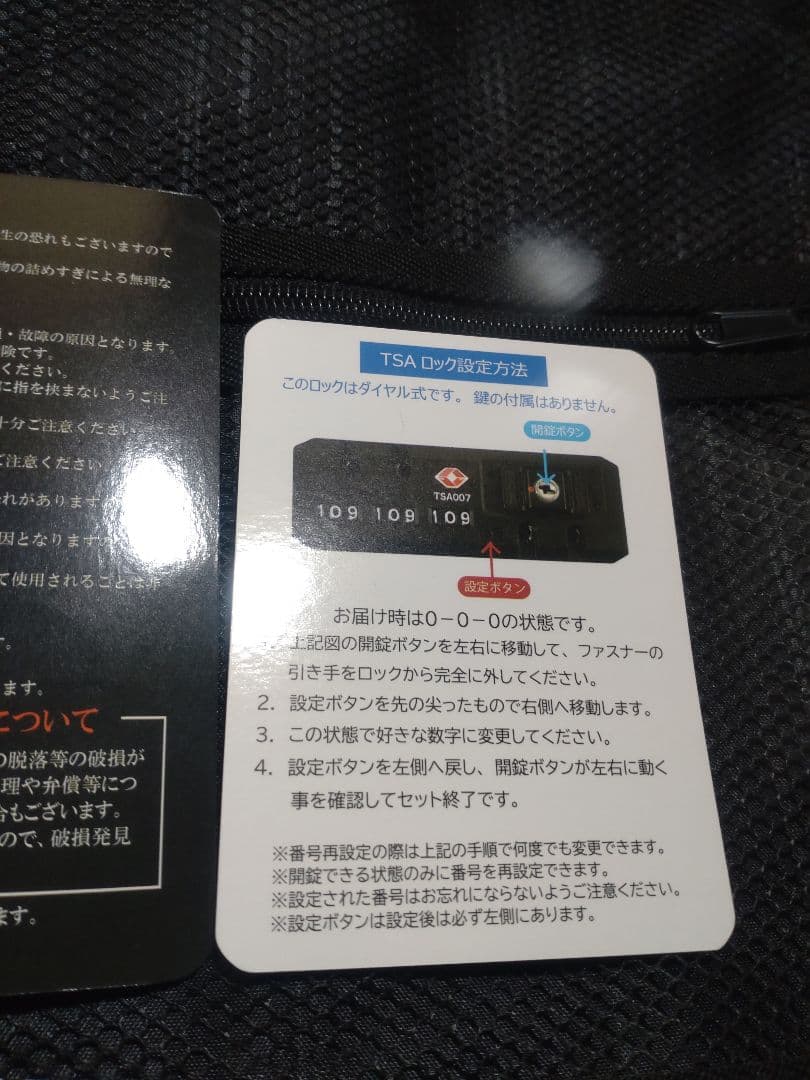 生の恐れもございますので
物の詰めすぎによる無理な
・故障の原因となります。
険です。
ください。
に指を挟まないようご注
十分ご注意ください
ご注意ください
れがあります
因となります
て使用されることは
す。
ます。
について
の脱落等の破損が
理や弁償等につ
合もございます。
ので、破損発見
ます。
TSA ロック設定方法
このロックはダイヤル式です。鍵の付属はありません。
開錠ボタン
TSA007
109 109 109
設定ボタン
お届け時は0-0-0の状態です。
上記図の開錠ボタンを左右に移動して、ファスナーの
引き手をロックから完全に外してください。
2. 設定ボタンを先の尖ったもので右側へ移動します。
3. この状態で好きな数字に変更してください。
4. 設定ボタンを左側へ戻し、開錠ボタンが左右に動く
事を確認してセット終了です。
※番号再設定の際は上記の手順で何度でも変更できます。
※開錠できる状態のみに番号を再設定できます。
※設定された番号はお忘れにならないようご注意ください。
※設定ボタンは設定後は必ず左側にあります。